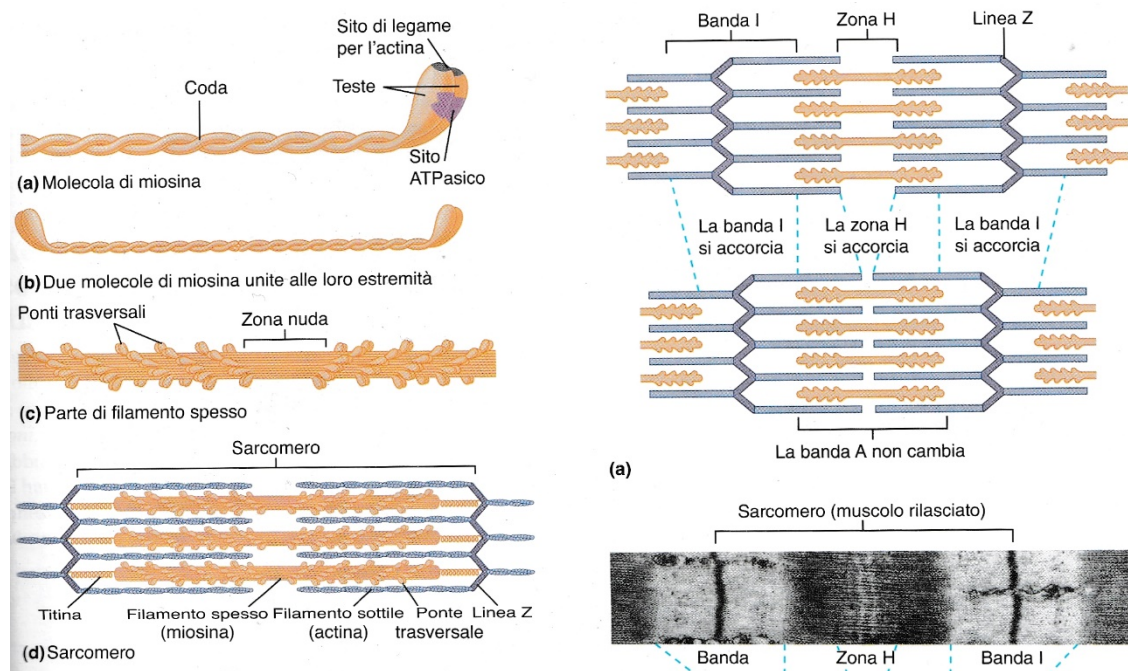 Sito di legame
per l'actina
Coda
Teste
Sito
ATPasico
(a) Molecola di miosina
(b) Due molecole di miosina unite alle loro estremità
Ponti trasversali
Zona nuda
(c) Parte di filamento spesso
Sarcomero
Titina
Filamento spesso
(miosina)
Filamento sottile
(actina)
Ponte
trasversale
Linea Z
(d) Sarcomero
Banda I
Zona H
Linea Z
La banda I
si accorcia
La zona H
si accorcia
La banda I
si accorcia
La banda A non cambia
(a)
Sarcomero (muscolo rilasciato)
Banda
Zona H
Banda I